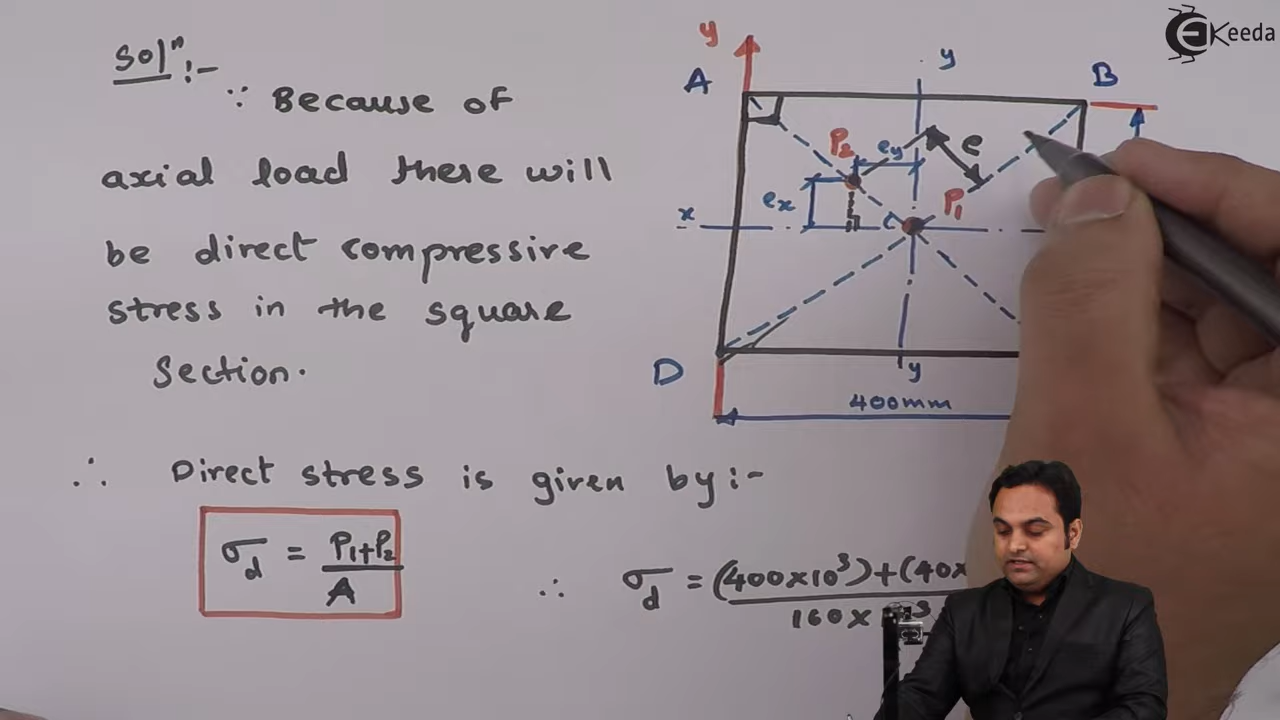 Keeda
Solⁿ :-
∵ Because of
axial load there will
be direct compressive
stress in the square
Section.
∴ Direct stress is given by :-
σd = P1+P2
A
∴ σd = (400×10³)+(40×
160×
y
y
A
B
P2
ey
e
ex
P1
x
C
D
y
400mm